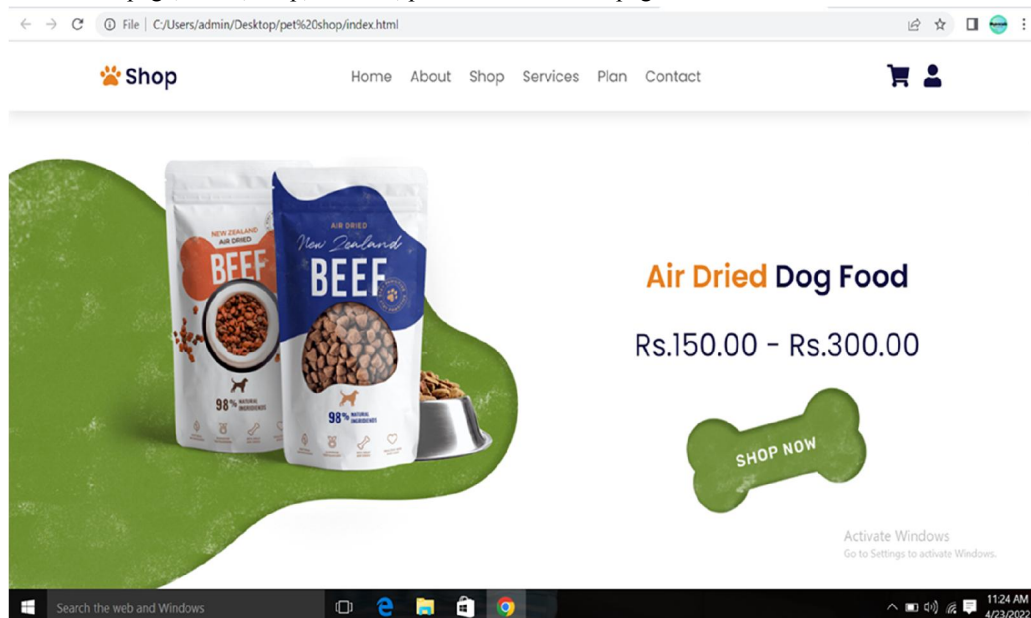 File | C:/Users/admin/Desktop/pet%20shop/index.html
Shop
Home About Shop Services Plan Contact
NEW ZEALAND
AIR DRIED
BEEF
98%
AIR DRIED
New Zealand
BEEF
98% NATURAL
INGREDIENTS
Air Dried Dog Food
Rs.150.00 - Rs.300.00
SHOP NOW
Activate Windows
Go to Settings to activate Windows.
Search the web and Windows
11:24 AM
4/23/2022